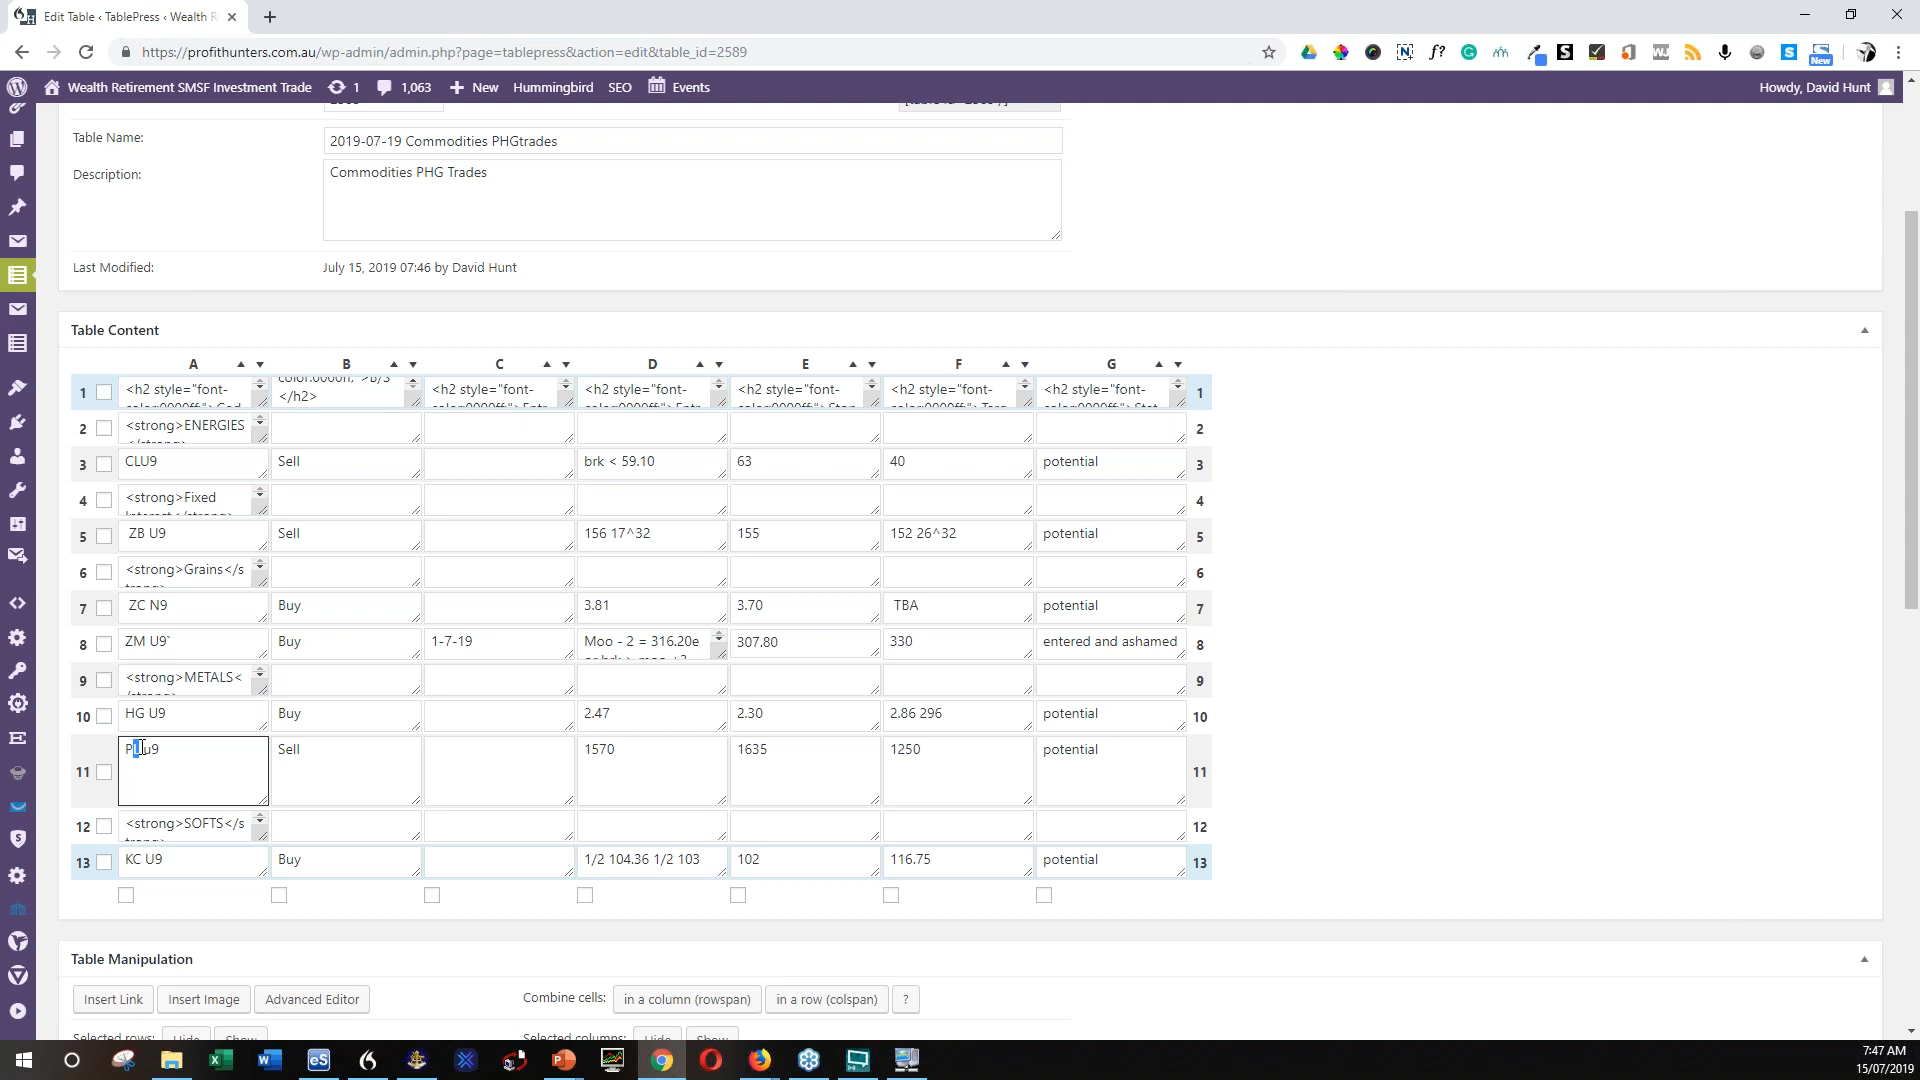 Edit Table ‹ TablePress ‹ Wealth R
https://profithunters.com.au/wp-admin/admin.php?page=tablepress&action=edit&table_id=2589
New
Wealth Retirement SMSF Investment Trade 1 1,063 New Hummingbird SEO Events Howdy, David Hunt
Table Name: 2019-07-19 Commodities PHGtrades
Description: Commodities PHG Trades
Last Modified: July 15, 2019 07:46 by David Hunt
Table Content
A B C D E F G
1 <h2 style="font- </h2> <h2 style="font- <h2 style="font- <h2 style="font- <h2 style="font- <h2 style="font- 1
2 <strong>ENERGIES 2
3 CLU9 Sell brk < 59.10 63 40 potential 3
4 <strong>Fixed 4
5 ZB U9 Sell 156 17^32 155 152 26^32 potential 5
6 <strong>Grains</s 6
7 ZC N9 Buy 3.81 3.70 TBA potential 7
8 ZM U9` Buy 1-7-19 Moo - 2 = 316.20e 307.80 330 entered and ashamed 8
9 <strong>METALS< 9
10 HG U9 Buy 2.47 2.30 2.86 296 potential 10
11 Sell 1570 1635 1250 potential 11
12 <strong>SOFTS</s 12
13 KC U9 Buy 1/2 104.36 1/2 103 102 116.75 potential 13
Table Manipulation
Insert Link Insert Image Advanced Editor Combine cells: in a column (rowspan) in a row (colspan) ?
Selected rows: Hide Show Selected columns: Hide Show
7:47 AM
15/07/2019